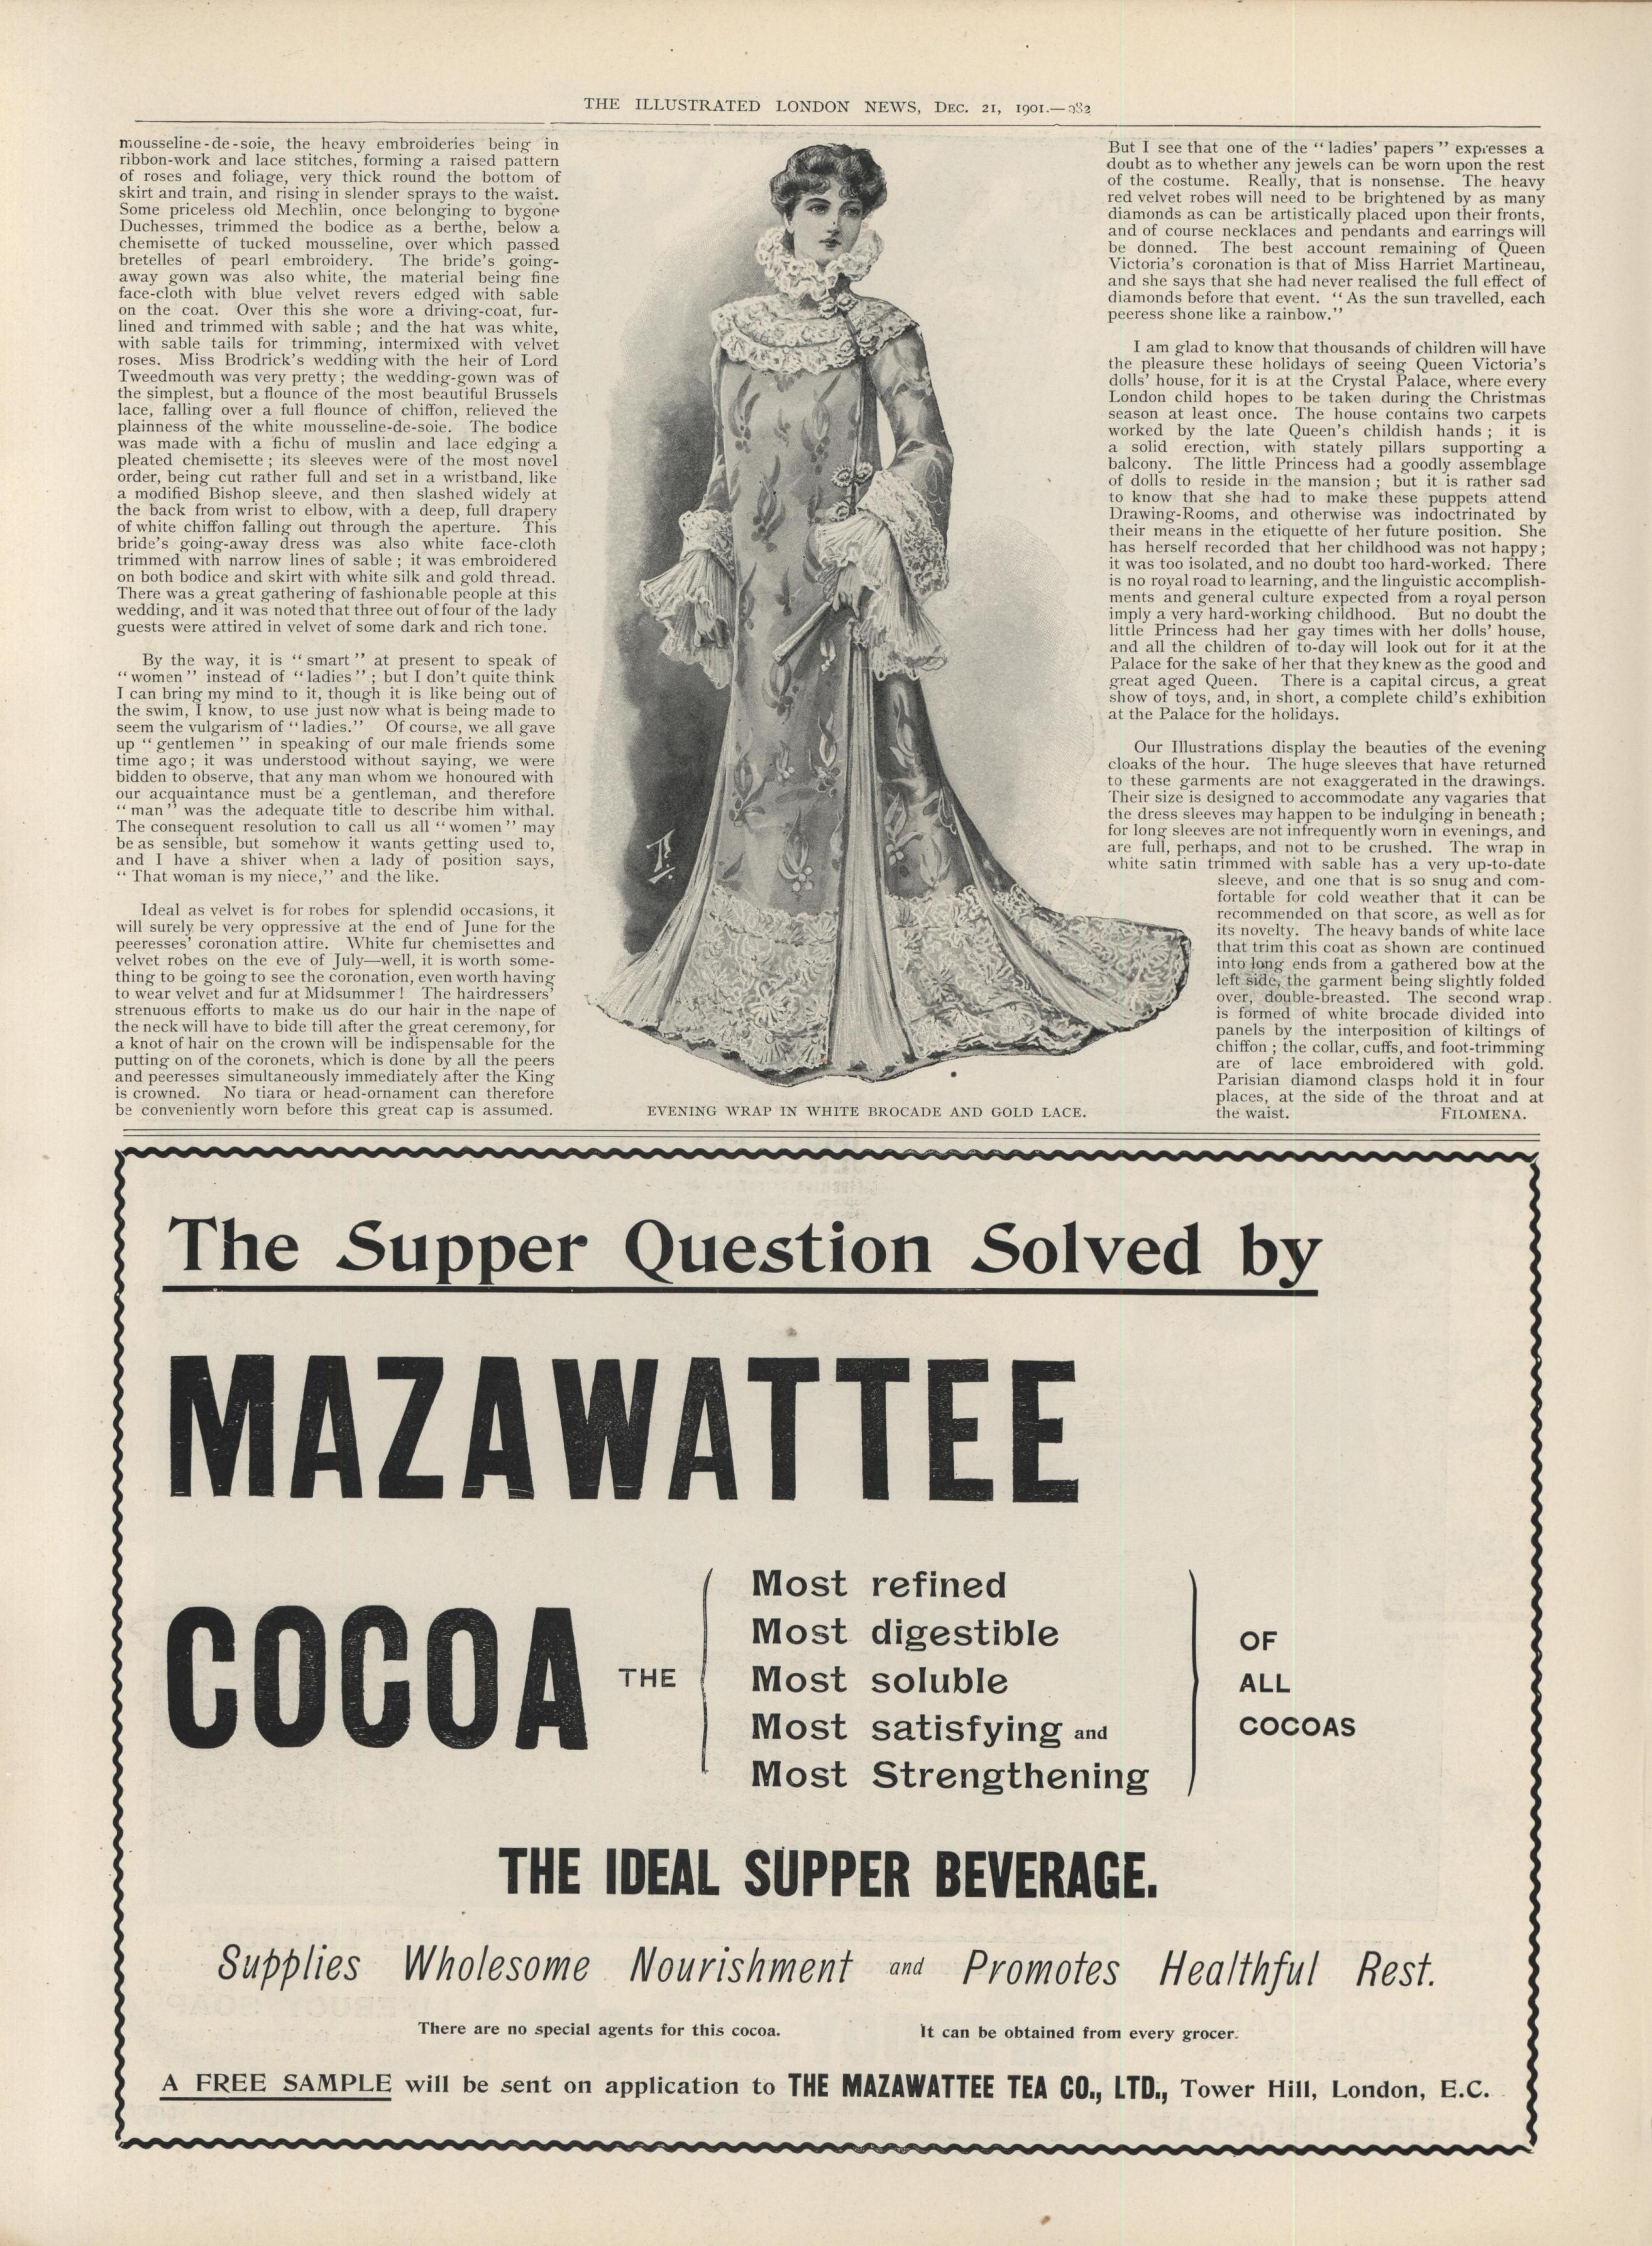 THE ILLUSTRATED LONDON NEWS, DEC. 21, 1901.—982
mousseline-de-soie, the heavy embroideries being in
ribbon-work and lace stitches, forming a raised pattern
of roses and foliage, very thick round the bottom of
skirt and train, and rising in slender sprays to the waist.
Some priceless old Mechlin, once belonging to bygone
Duchesses, trimmed the bodice as a berthe, below a
chemisette of tucked mousseline, over which passed
bretelles of pearl embroidery. The bride's going-
away gown was also white, the material being fine
face-cloth with blue velvet revers edged with sable
on the coat. Over this she wore a driving-coat, fur-
lined and trimmed with sable; and the hat was white,
with sable tails for trimming, intermixed with velvet
roses. Miss Brodrick's wedding with the heir of Lord
Tweedmouth was very pretty; the wedding-gown was of
the simplest, but a flounce of the most beautiful Brussels
lace, falling over a full flounce of chiffon, relieved the
plainness of the white mousseline-de-soie. The bodice
was made with a fichu of muslin and lace edging a
pleated chemisette; its sleeves were of the most novel
order, being cut rather full and set in a wristband, like
a modified Bishop sleeve, and then slashed widely at
the back from wrist to elbow, with a deep, full drapery
of white chiffon falling out through the aperture. This
bride's going-away dress was also white face-cloth
trimmed with narrow lines of sable; it was embroidered
on both bodice and skirt with white silk and gold thread.
There was a great gathering of fashionable people at this
wedding, and it was noted that three out of four of the lady
guests were attired in velvet of some dark and rich tone.
By the way, it is "smart" at present to speak of
"women" instead of "ladies"; but I don't quite think
I can bring my mind to it, though it is like being out of
the swim, I know, to use just now what is being made to
seem the vulgarism of "ladies." Of course, we all gave
up "gentlemen" in speaking of our male friends some
time ago; it was understood without saying, we were
bidden to observe, that any man whom we honoured with
our acquaintance must be a gentleman, and therefore
"man" was the adequate title to describe him withal.
The consequent resolution to call us all "women" may
be as sensible, but somehow it wants getting used to,
and I have a shiver when a lady of position says,
"That woman is my niece," and the like.
Ideal as velvet is for robes for splendid occasions, it
will surely be very oppressive at the end of June for the
peeresses' coronation attire. White fur chemisettes and
velvet robes on the eve of July—well, it is worth some-
thing to be going to see the coronation, even worth having
to wear velvet and fur at Midsummer! The hairdressers'
strenuous efforts to make us do our hair in the nape of
the neck will have to bide till after the great ceremony, for
a knot of hair on the crown will be indispensable for the
putting on of the coronets, which is done by all the peers
and peeresses simultaneously immediately after the King
is crowned. No tiara or head-ornament can therefore
be conveniently worn before this great cap is assumed.
EVENING WRAP IN WHITE BROCADE AND GOLD LACE.
But I see that one of the "ladies' papers" expresses a
doubt as to whether any jewels can be worn upon the rest
of the costume. Really, that is nonsense. The heavy
red velvet robes will need to be brightened by as many
diamonds as can be artistically placed upon their fronts,
and of course necklaces and pendants and earrings will
be donned. The best account remaining of Queen
Victoria's coronation is that of Miss Harriet Martineau,
and she says that she had never realised the full effect of
diamonds before that event. "As the sun travelled, each
peeress shone like a rainbow."
I am glad to know that thousands of children will have
the pleasure these holidays of seeing Queen Victoria's
dolls' house, for it is at the Crystal Palace, where every
London child hopes to be taken during the Christmas
season at least once. The house contains two carpets
worked by the late Queen's childish hands; it is
a solid erection, with stately pillars supporting a
balcony. The little Princess had a goodly assemblage
of dolls to reside in the mansion; but it is rather sad
to know that she had to make these puppets attend
Drawing-Rooms, and otherwise was indoctrinated by
their means in the etiquette of her future position. She
has herself recorded that her childhood was not happy;
it was too isolated, and no doubt too hard-worked. There
is no royal road to learning, and the linguistic accomplish-
ments and general culture expected from a royal person
imply a very hard-working childhood. But no doubt the
little Princess had her gay times with her dolls' house,
and all the children of to-day will look out for it at the
Palace for the sake of her that they knew as the good and
great aged Queen. There is a capital circus, a great
show of toys, and, in short, a complete child's exhibition
at the Palace for the holidays.
Our Illustrations display the beauties of the evening
cloaks of the hour. The huge sleeves that have returned
to these garments are not exaggerated in the drawings.
Their size is designed to accommodate any vagaries that
the dress sleeves may happen to be indulging in beneath;
for long sleeves are not infrequently worn in evenings, and
are full, perhaps, and not to be crushed. The wrap in
white satin trimmed with sable has a very up-to-date
sleeve, and one that is so snug and com-
fortable for cold weather that it can be
recommended on that score, as well as for
its novelty. The heavy bands of white lace
that trim this coat as shown are continued
into long ends from a gathered bow at the
left side, the garment being slightly folded
over, double-breasted. The second wrap
is formed of white brocade divided into
panels by the interposition of kiltings of
chiffon; the collar, cuffs, and foot-trimming
are of lace embroidered with gold.
Parisian diamond clasps hold it in four
places, at the side of the throat and at
the waist. FILOMENA.
The Supper Question Solved by
MAZAWATTEE
COCOA THE
Most refined
Most digestible
Most soluble
Most satisfying and
Most Strengthening
OF
ALL
COCOAS
THE IDEAL SUPPER BEVERAGE.
Supplies Wholesome Nourishment and Promotes Healthful Rest.
There are no special agents for this cocoa. It can be obtained from every grocer.
A FREE SAMPLE will be sent on application to THE MAZAWATTEE TEA CO., LTD., Tower Hill, London, E.C.